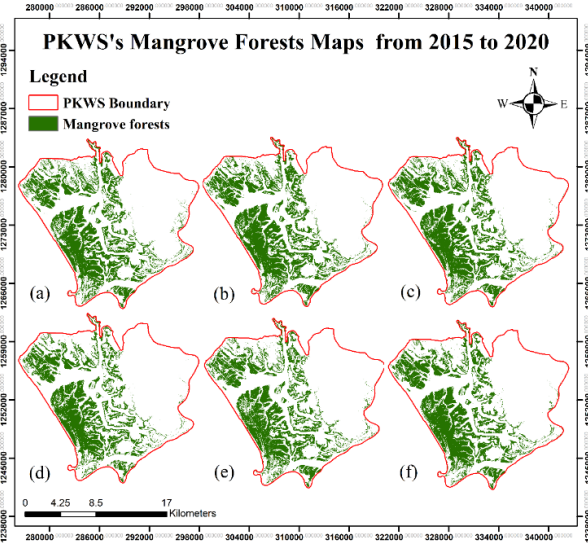 280000 286000 292000 298000 304000 310000 316000 322000 328000 334000 340000
PKWS's Mangrove Forests Maps from 2015 to 2020
Legend
PKWS Boundary
Mangrove forests
N
W E
S
1294000
1287000
1280000
1273000
1266000
1259000
1252000
1245000
1238000
(a) (b) (c)
(d) (e) (f)
0 4.25 8.5 17
Kilometers
280000 286000 292000 298000 304000 310000 316000 322000 328000 334000 340000